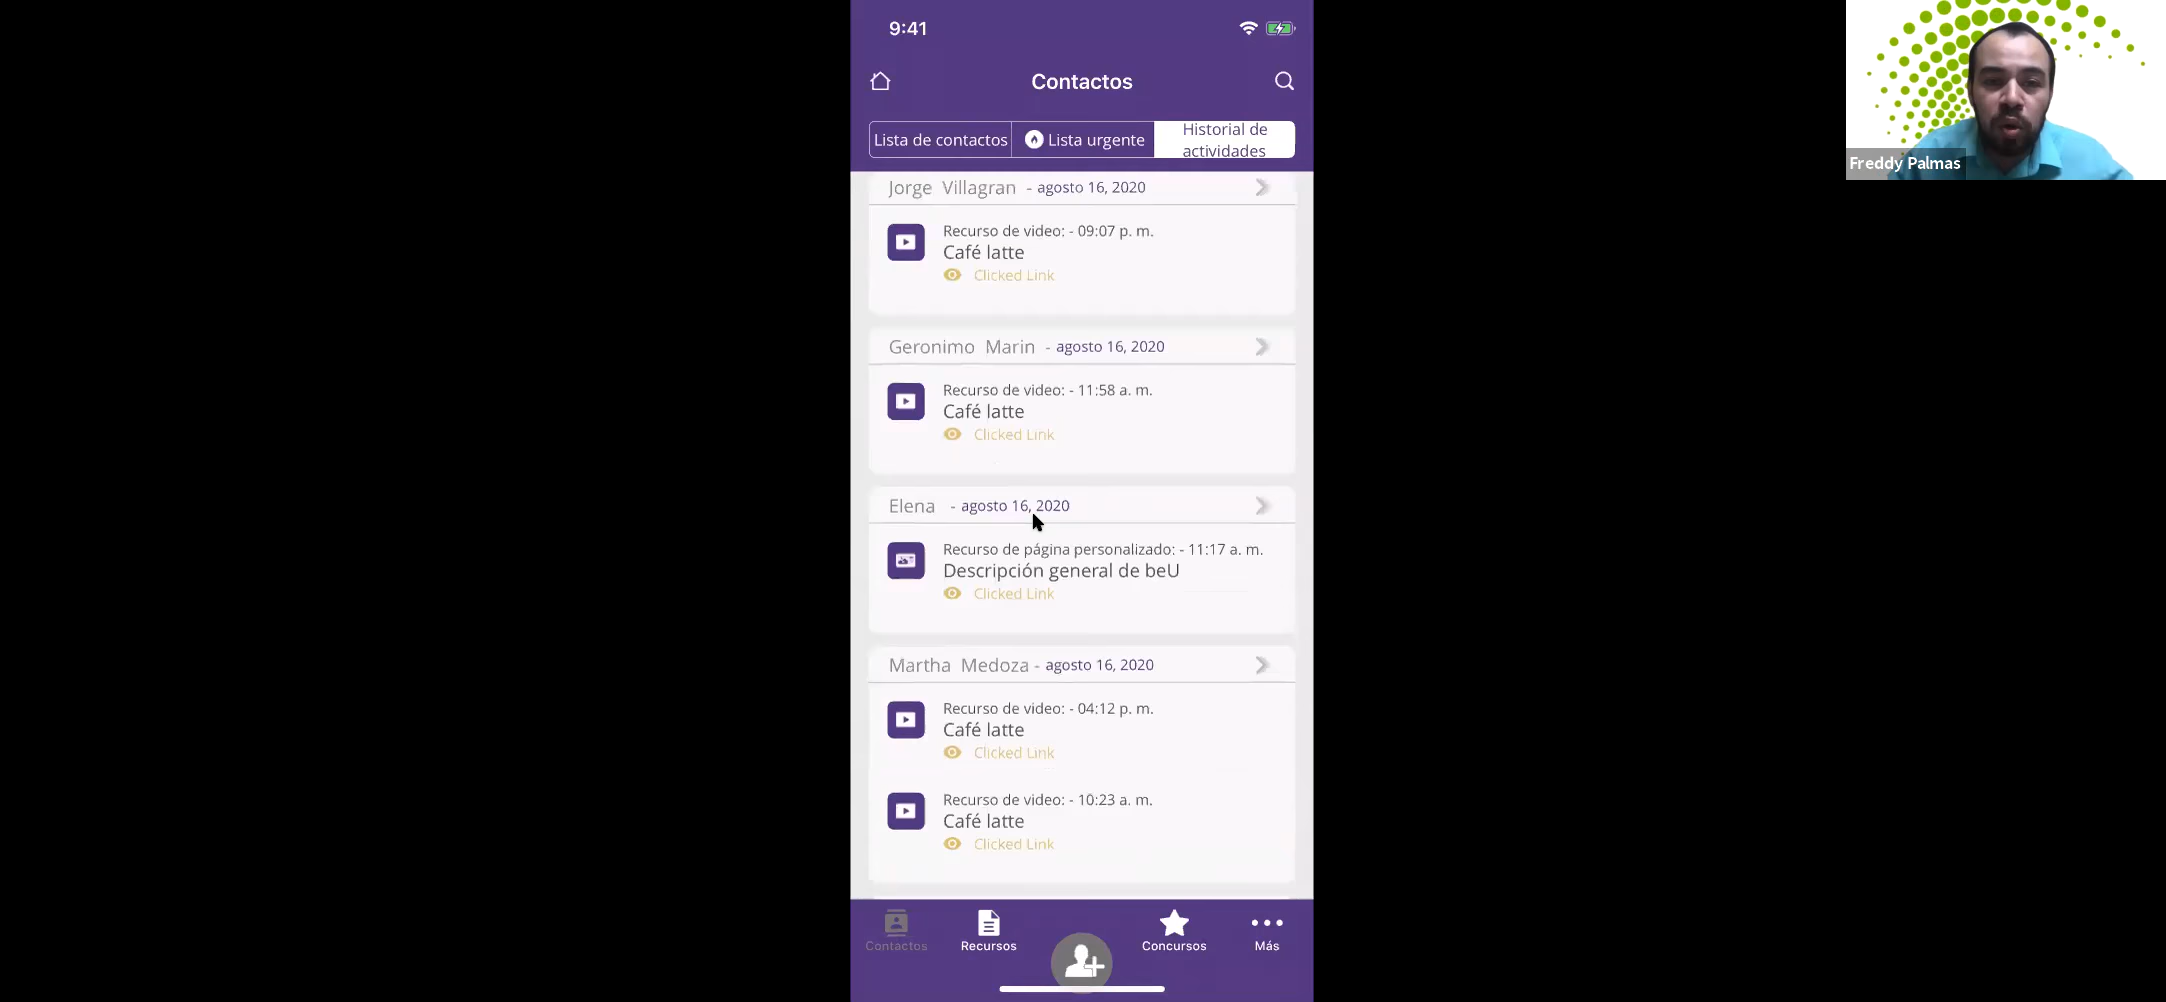 9:41
Contactos
Lista de contactos
Lista urgente
Historial de
actividades
Jorge Villagran - agosto 16, 2020
Recurso de video: - 09:07 p. m.
Café latte
Clicked Link
Geronimo Marin - agosto 16, 2020
Recurso de video: - 11:58 a. m.
Café latte
Clicked Link
Elena - agosto 16, 2020
Recurso de página personalizado: - 11:17 a. m.
Descripción general de beU
Clicked Link
Martha Medoza - agosto 16, 2020
Recurso de video: - 04:12 p. m.
Café latte
Clicked Link
Recurso de video: - 10:23 a. m.
Café latte
Clicked Link
Contactos
Recursos
Concursos
Más
Freddy Palmas